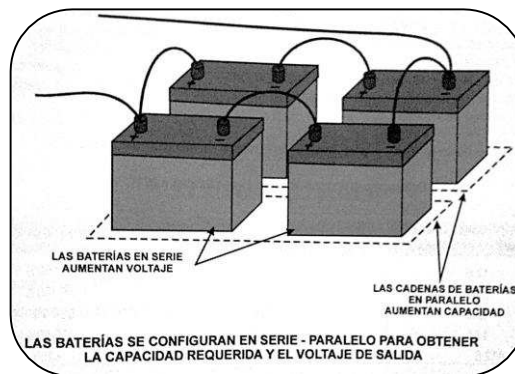 LAS BATERÍAS EN SERIE
AUMENTAN VOLTAJE
LAS CADENAS DE BATERÍAS
EN PARALELO
AUMENTAN CAPACIDAD
LAS BATERÍAS SE CONFIGURAN EN SERIE - PARALELO PARA OBTENER
LA CAPACIDAD REQUERIDA Y EL VOLTAJE DE SALIDA